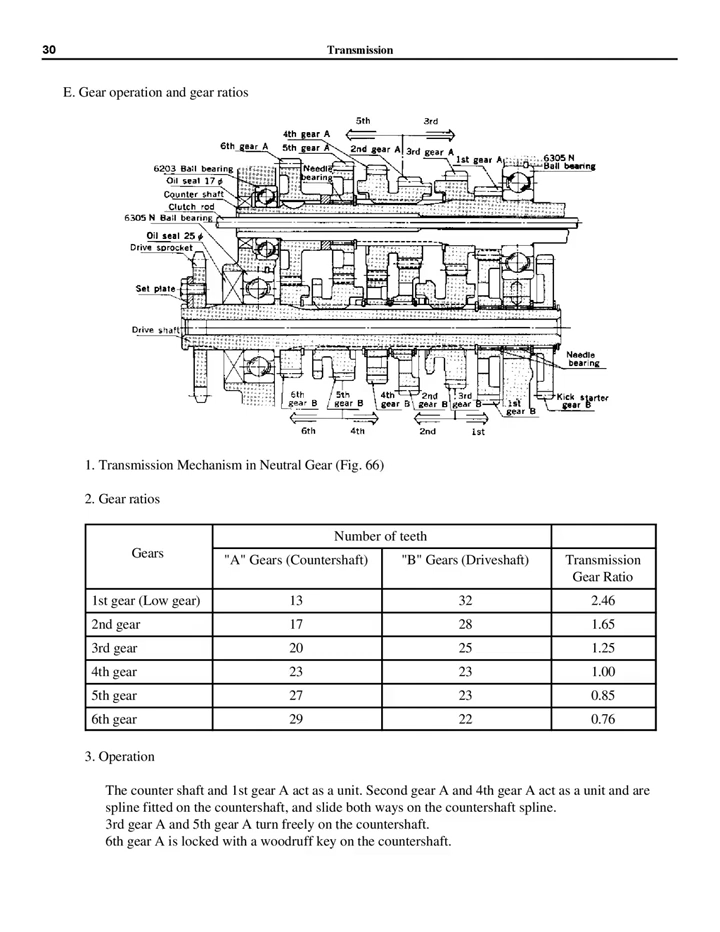 30
Transmission
E. Gear operation and gear ratios
5th 3rd
4th gear A
6th gear A 5th gear A 2nd gear A 3rd gear A
1st gear A 6305 N
Ball bearing
6203 Ball bearing
Needle
bearing
Oil seal 17 ϕ
Counter shaft
Clutch rod
6305 N Ball bearing
Oil seal 25 ϕ
Drive sprocket
Set plate
Drive shaft
Needle
bearing
6th
gear B
5th
gear B
4th
gear B
2nd
gear B
3rd
gear B
1st
gear B
Kick starter
gear B
6th 4th 2nd 1st
1. Transmission Mechanism in Neutral Gear (Fig. 66)
2. Gear ratios
Gears
Number of teeth
"A" Gears (Countershaft) "B" Gears (Driveshaft) Transmission
Gear Ratio
1st gear (Low gear) 13 32 2.46
2nd gear 17 28 1.65
3rd gear 20 25 1.25
4th gear 23 23 1.00
5th gear 27 23 0.85
6th gear 29 22 0.76
3. Operation
The counter shaft and 1st gear A act as a unit. Second gear A and 4th gear A act as a unit and are
spline fitted on the countershaft, and slide both ways on the countershaft spline.
3rd gear A and 5th gear A turn freely on the countershaft.
6th gear A is locked with a woodruff key on the countershaft.